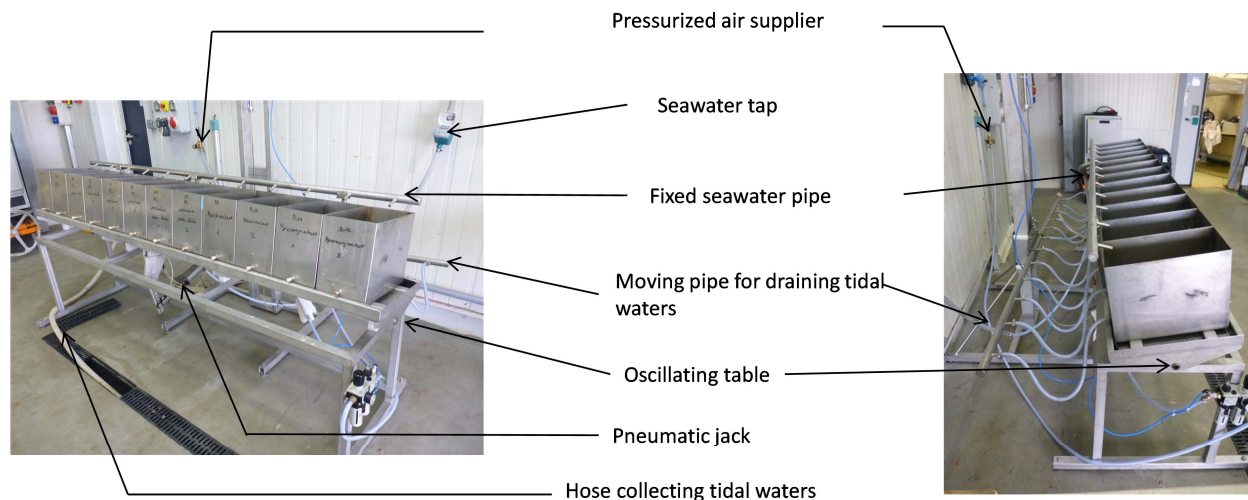 Pressurized air supplier
Seawater tap
Fixed seawater pipe
Moving pipe for draining tidal
waters
Oscillating table
Pneumatic jack
Hose collecting tidal waters